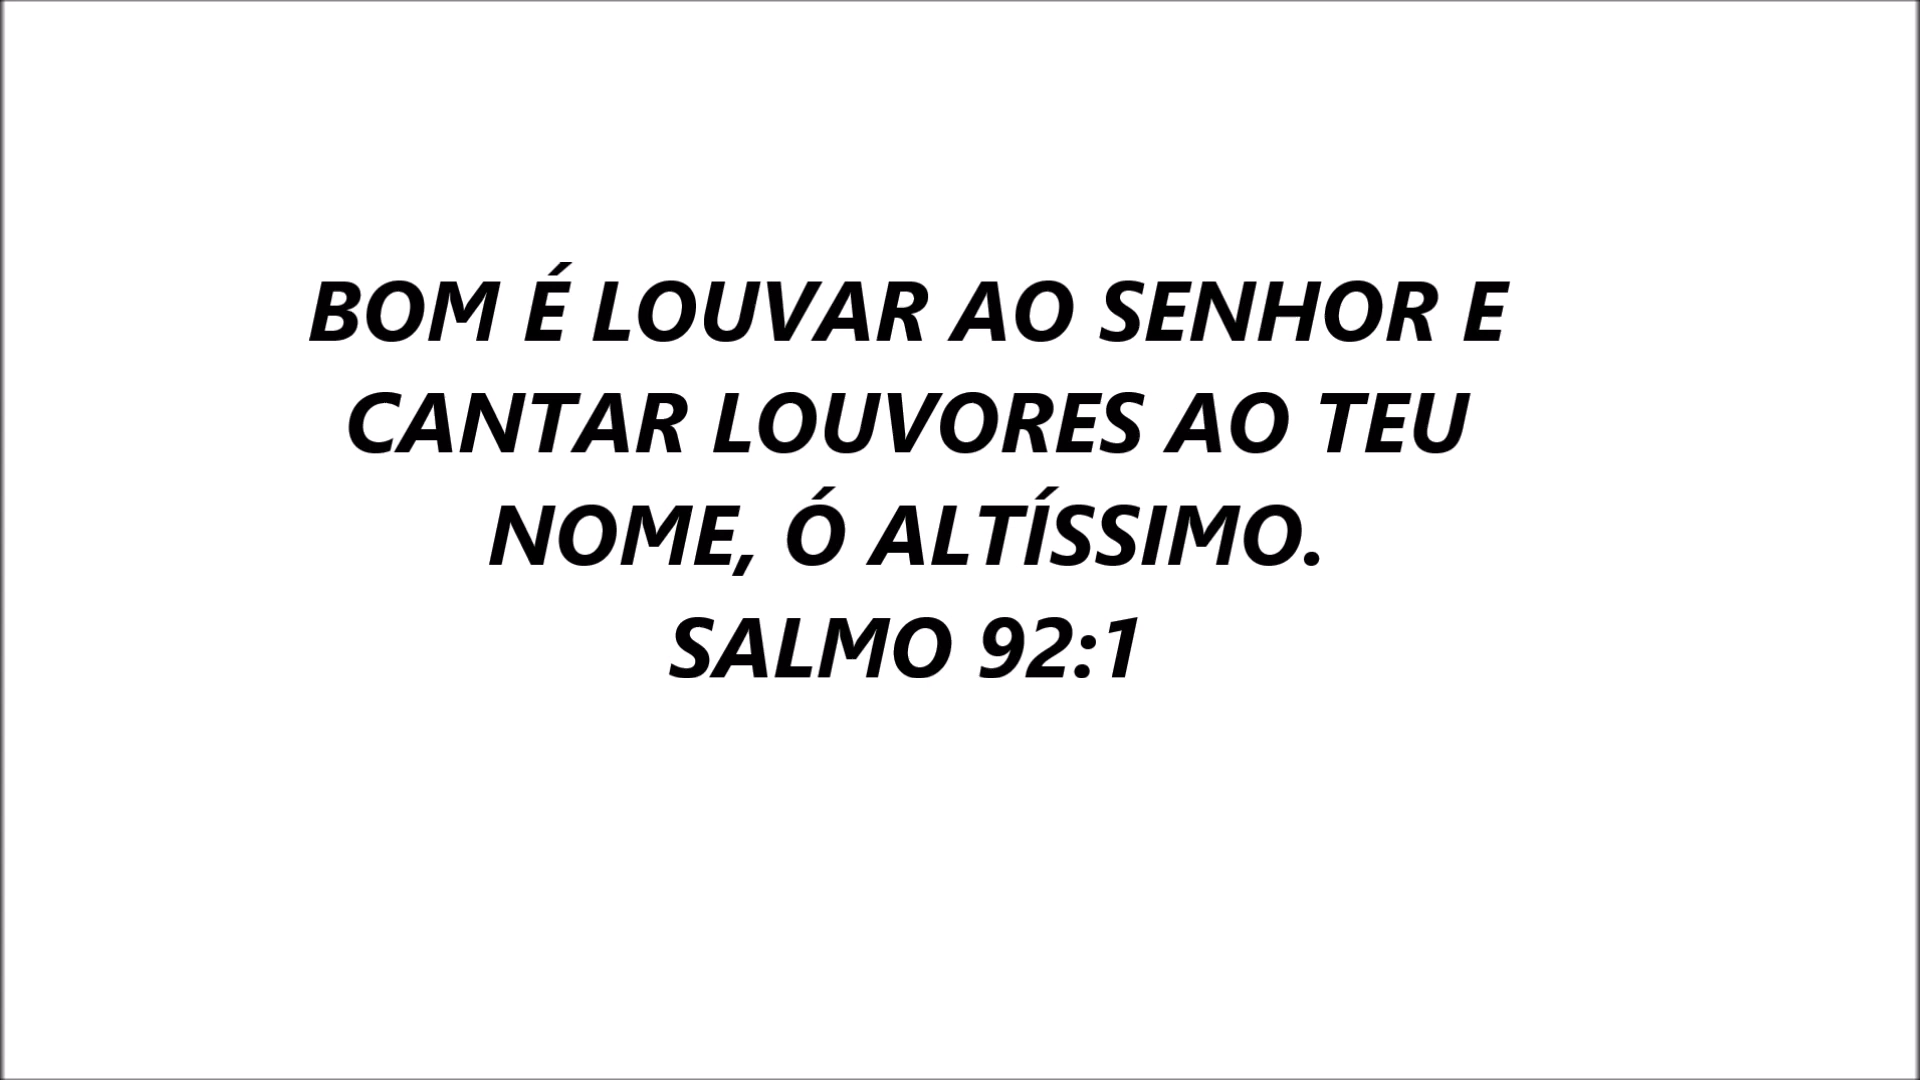 BOM É LOUVAR AO SENHOR E
CANTAR LOUVORES AO TEU
NOME, Ó ALTÍSSIMO.
SALMO 92:1